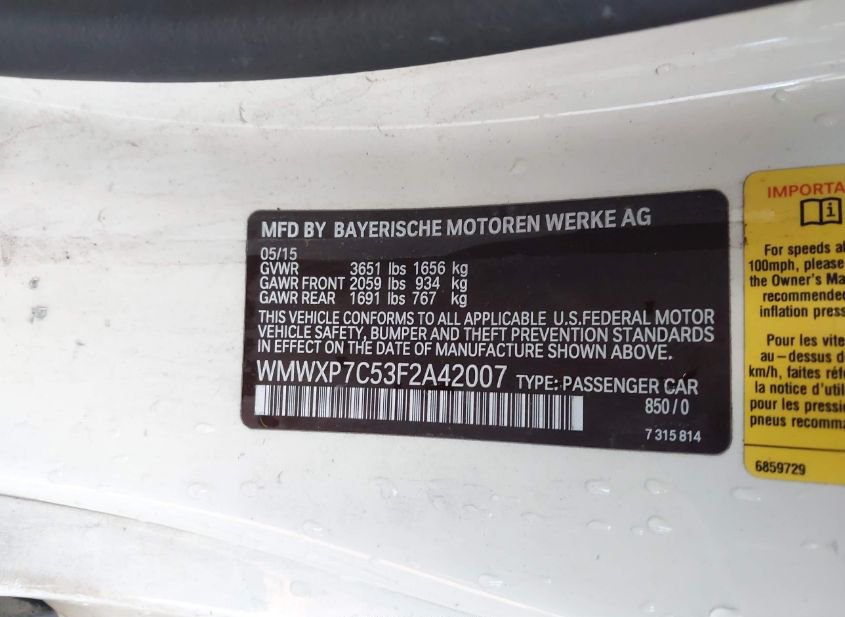 MFD BY BAYERISCHE MOTOREN WERKE AG
05/15
GVWR 3651 lbs 1656 kg
GAWR FRONT 2059 lbs 934 kg
GAWR REAR 1691 lbs 767 kg
THIS VEHICLE CONFORMS TO ALL APPLICABLE U.S.FEDERAL MOTOR
VEHICLE SAFETY, BUMPER AND THEFT PREVENTION STANDARDS
IN EFFECT ON THE DATE OF MANUFACTURE SHOWN ABOVE.
WMWXP7C53F2A42007 TYPE: PASSENGER CAR
850/0
7 315 814
IMPORTA
i
For speeds a
100mph, please
the Owner's Ma
recommended
inflation press
Pour les vite
au-dessus d
km/h, faites réf
la notice d'util
pour les pressi
pneus recomma
6859729